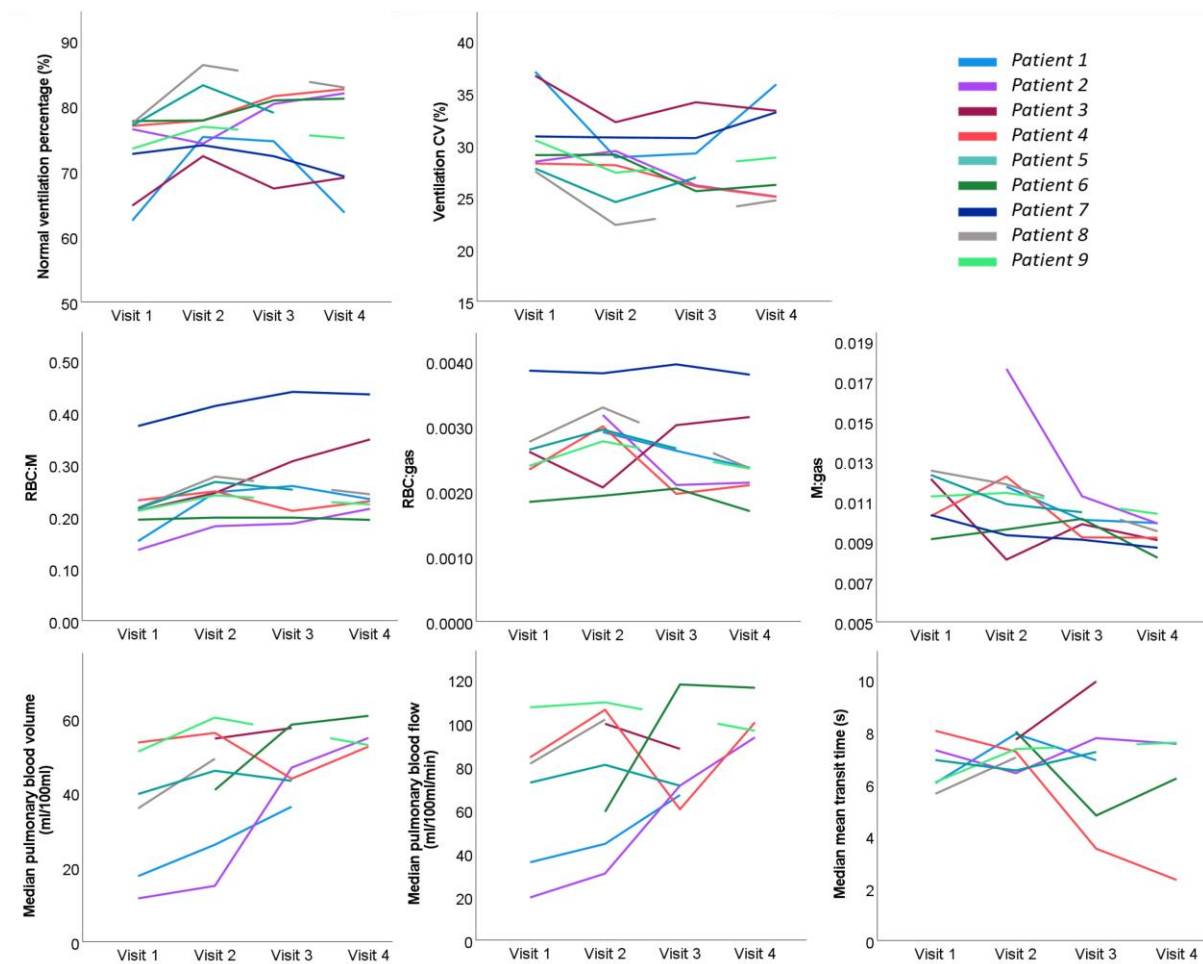 Normal ventilation percentage (%)
90
80
70
60
50
Visit 1 Visit 2 Visit 3 Visit 4
Ventilation CV (%)
40
35
30
25
20
15
Visit 1 Visit 2 Visit 3 Visit 4
Patient 1
Patient 2
Patient 3
Patient 4
Patient 5
Patient 6
Patient 7
Patient 8
Patient 9
RBC:M
0.50
0.40
0.30
0.20
0.10
0.00
Visit 1 Visit 2 Visit 3 Visit 4
RBC:gas
0.0040
0.0030
0.0020
0.0010
0.0000
Visit 1 Visit 2 Visit 3 Visit 4
M:gas
0.019
0.017
0.015
0.013
0.011
0.009
0.007
0.005
Visit 1 Visit 2 Visit 3 Visit 4
Median pulmonary blood volume
(ml/100ml)
60
40
20
0
Visit 1 Visit 2 Visit 3 Visit 4
Median pulmonary blood flow
(ml/100ml/min)
120
100
80
60
40
20
0
Visit 1 Visit 2 Visit 3 Visit 4
Median mean transit time (s)
10
8
6
4
2
0
Visit 1 Visit 2 Visit 3 Visit 4